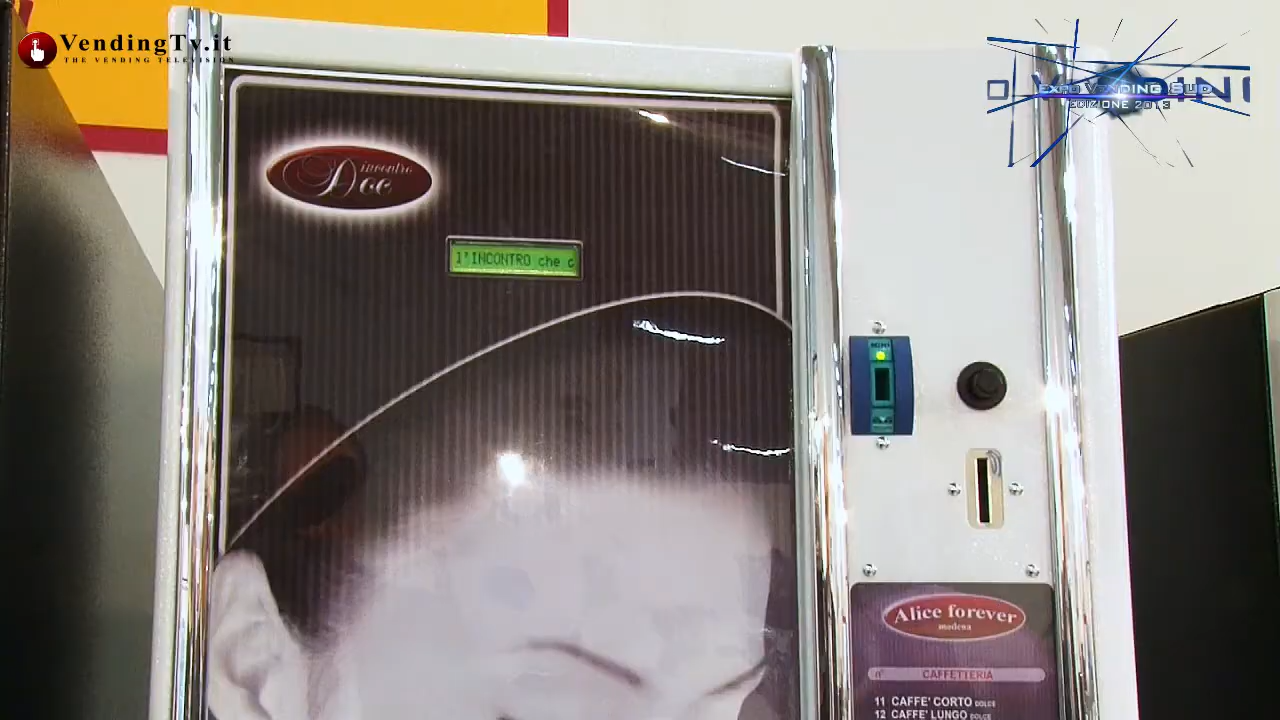 VendingTv.it
THE VENDING TELEVISION
EXPO VENDING SUD
EDIZIONE 2013
incontro
Doc
l'INCONTRO che c
Alice forever
modena
n° CAFFETTERIA
11 CAFFE' CORTO DOLCE
12 CAFFE' LUNGO DOLCE